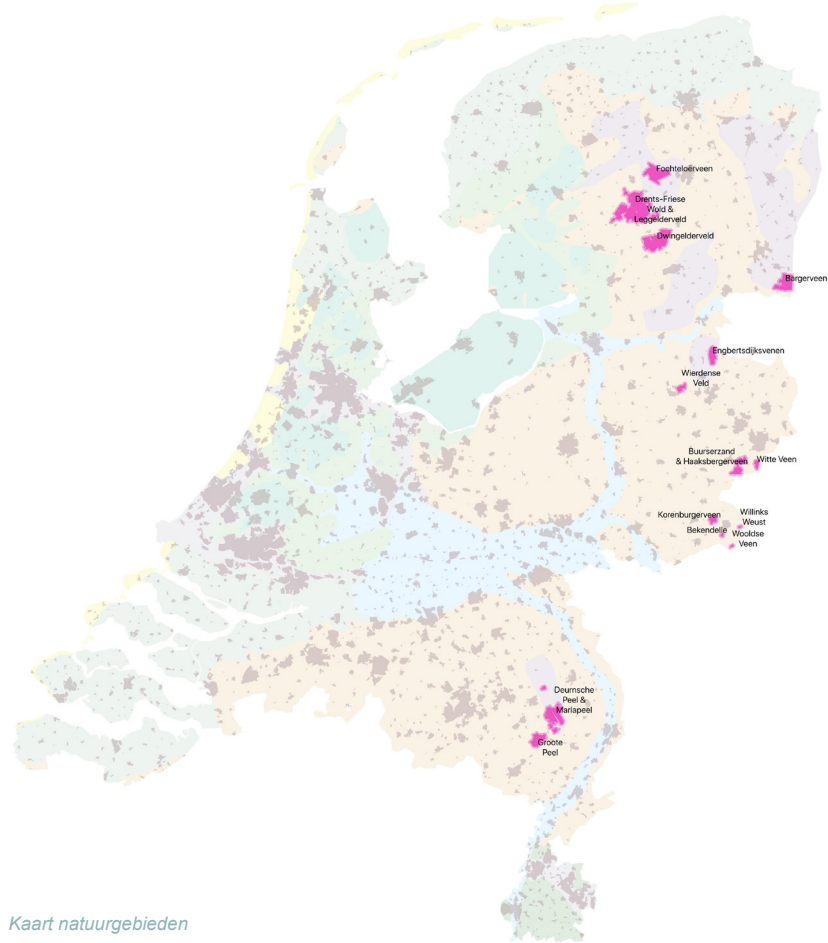 Fochteloërveen
Drents-Friese
Wold &
Leggelderveld
Dwingelderveld
Bargerveen
Engbertsdijksvenen
Wierdense
Veld
Buurserzand
& Haaksbergerveen
Witte Veen
Korenburgerveen
Willinks
Weust
Bekendelle
Wooldse
Veen
Deurnsche
Peel &
Mariapeel
Groote
Peel
Kaart natuurgebieden